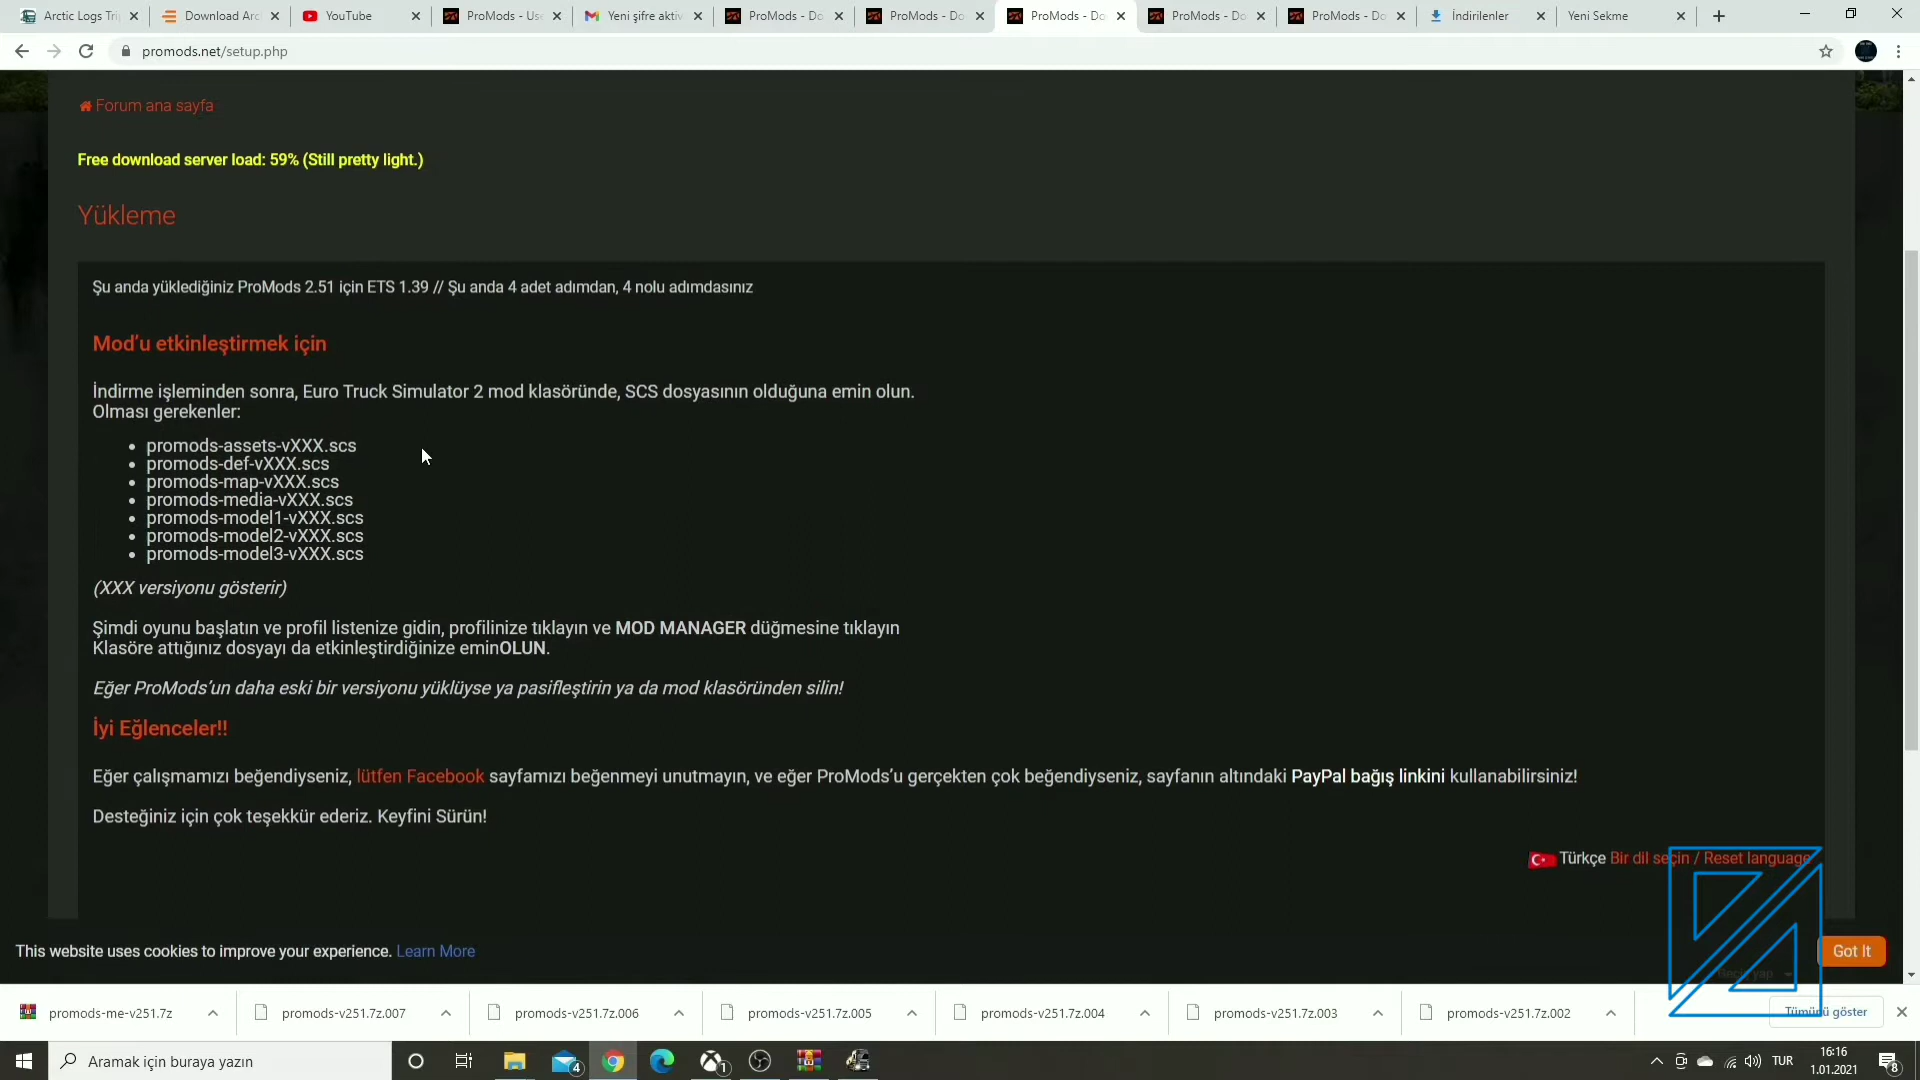 Arctic Logs Tri
Download Arc
YouTube
ProMods - Use
Yeni şifre aktiv
ProMods - Do
ProMods - Do
ProMods - Do
ProMods - Do
ProMods - Do
İndirilenler
Yeni Sekme
promods.net/setup.php
Forum ana sayfa
Free download server load: 59% (Still pretty light.)
Yükleme
Şu anda yüklediğiniz ProMods 2.51 için ETS 1.39 // Şu anda 4 adet adımdan, 4 nolu adımdasınız
Mod'u etkinleştirmek için
İndirme işleminden sonra, Euro Truck Simulator 2 mod klasöründe, SCS dosyasının olduğuna emin olun.
Olması gerekenler:
• promods-assets-vXXX.scs
• promods-def-vXXX.scs
• promods-map-vXXX.scs
• promods-media-vXXX.scs
• promods-model1-vXXX.scs
• promods-model2-vXXX.scs
• promods-model3-vXXX.scs
(XXX versiyonu gösterir)
Şimdi oyunu başlatın ve profil listenize gidin, profilinize tıklayın ve MOD MANAGER düğmesine tıklayın
Klasöre attığınız dosyayı da etkinleştirdiğinize eminOLUN.
Eğer ProMods'un daha eski bir versiyonu yüklüyse ya pasifleştirin ya da mod klasöründen silin!
İyi Eğlenceler!!
Eğer çalışmamızı beğendiyseniz, lütfen Facebook sayfamızı beğenmeyi unutmayın, ve eğer ProMods'u gerçekten çok beğendiyseniz, sayfanın altındaki PayPal bağış linkini kullanabilirsiniz!
Desteğiniz için çok teşekkür ederiz. Keyfini Sürün!
Türkçe Bir dil seçin / Reset language
This website uses cookies to improve your experience. Learn More
Got It
Geçiş yap
promods-me-v251.7z
promods-v251.7z.007
promods-v251.7z.006
promods-v251.7z.005
promods-v251.7z.004
promods-v251.7z.003
promods-v251.7z.002
Tümünü göster
Aramak için buraya yazın
4
1
TUR
16:16
1.01.2021
8